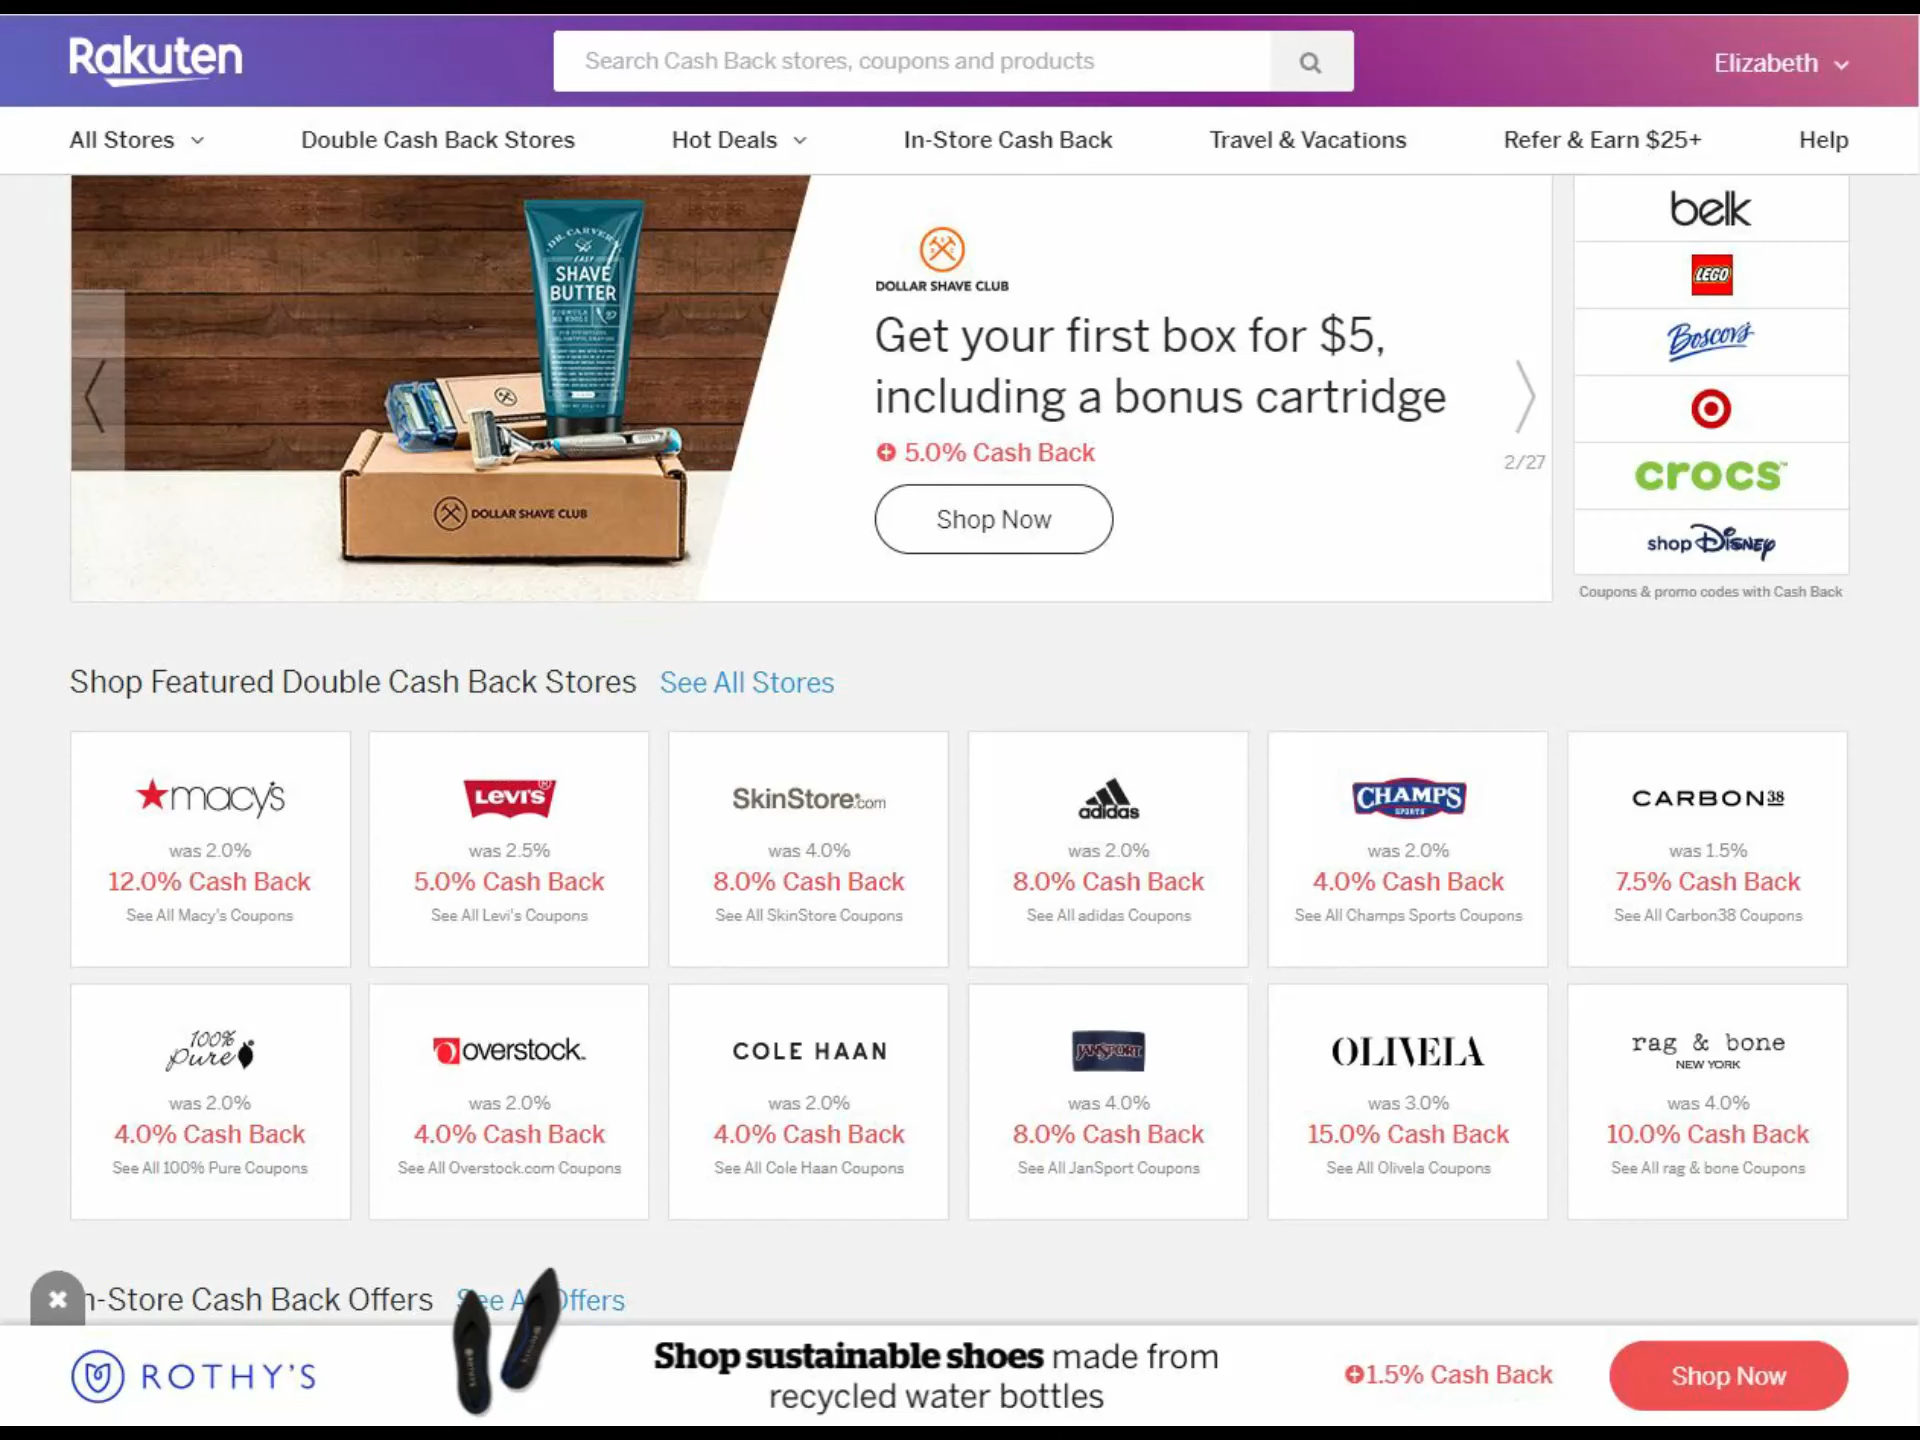 Rakuten
Search Cash Back stores, coupons and products
Elizabeth
All Stores
Double Cash Back Stores
Hot Deals
In-Store Cash Back
Travel & Vacations
Refer & Earn $25+
Help
DR. CARVER'S
EASY
SHAVE
BUTTER
DOLLAR SHAVE CLUB
DOLLAR SHAVE CLUB
Get your first box for $5,
including a bonus cartridge
5.0% Cash Back
Shop Now
2/27
belk
LEGO
Boscov's
crocs™
shop Disney
Coupons & promo codes with Cash Back
Shop Featured Double Cash Back Stores See All Stores
macy's
was 2.0%
12.0% Cash Back
See All Macy's Coupons
LEVI'S®
was 2.5%
5.0% Cash Back
See All Levi's Coupons
SkinStore.com
was 4.0%
8.0% Cash Back
See All SkinStore Coupons
adidas
was 2.0%
8.0% Cash Back
See All adidas Coupons
CHAMPS
SPORTS
was 2.0%
4.0% Cash Back
See All Champs Sports Coupons
CARBON38
was 1.5%
7.5% Cash Back
See All Carbon38 Coupons
100%
pure
was 2.0%
4.0% Cash Back
See All 100% Pure Coupons
overstock.
was 2.0%
4.0% Cash Back
See All Overstock.com Coupons
COLE HAAN
was 2.0%
4.0% Cash Back
See All Cole Haan Coupons
JANSPORT
was 4.0%
8.0% Cash Back
See All JanSport Coupons
OLIVELA
was 3.0%
15.0% Cash Back
See All Olivela Coupons
rag & bone
NEW YORK
was 4.0%
10.0% Cash Back
See All rag & bone Coupons
n-Store Cash Back Offers See A Offers
ROTHY'S
Shop sustainable shoes made from
recycled water bottles
1.5% Cash Back
Shop Now